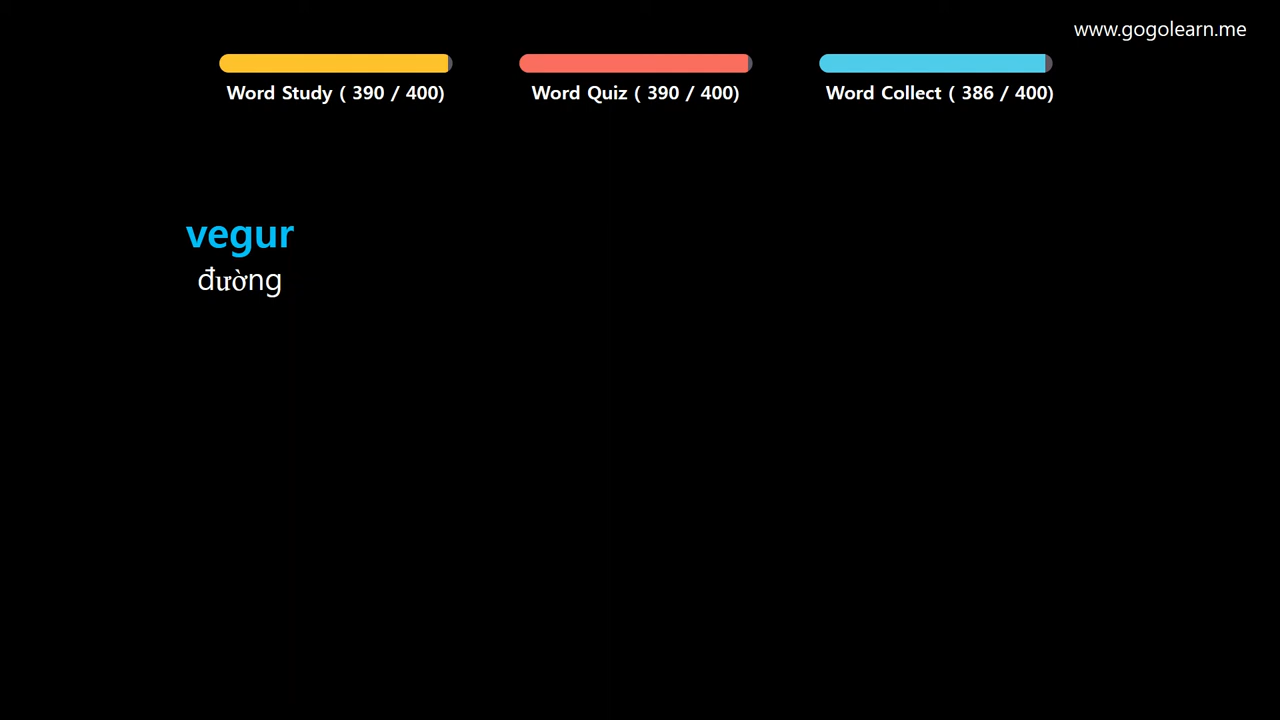 www.gogolearn.me
Word Study ( 390 / 400)
Word Quiz ( 390 / 400)
Word Collect ( 386 / 400)
vegur
đường